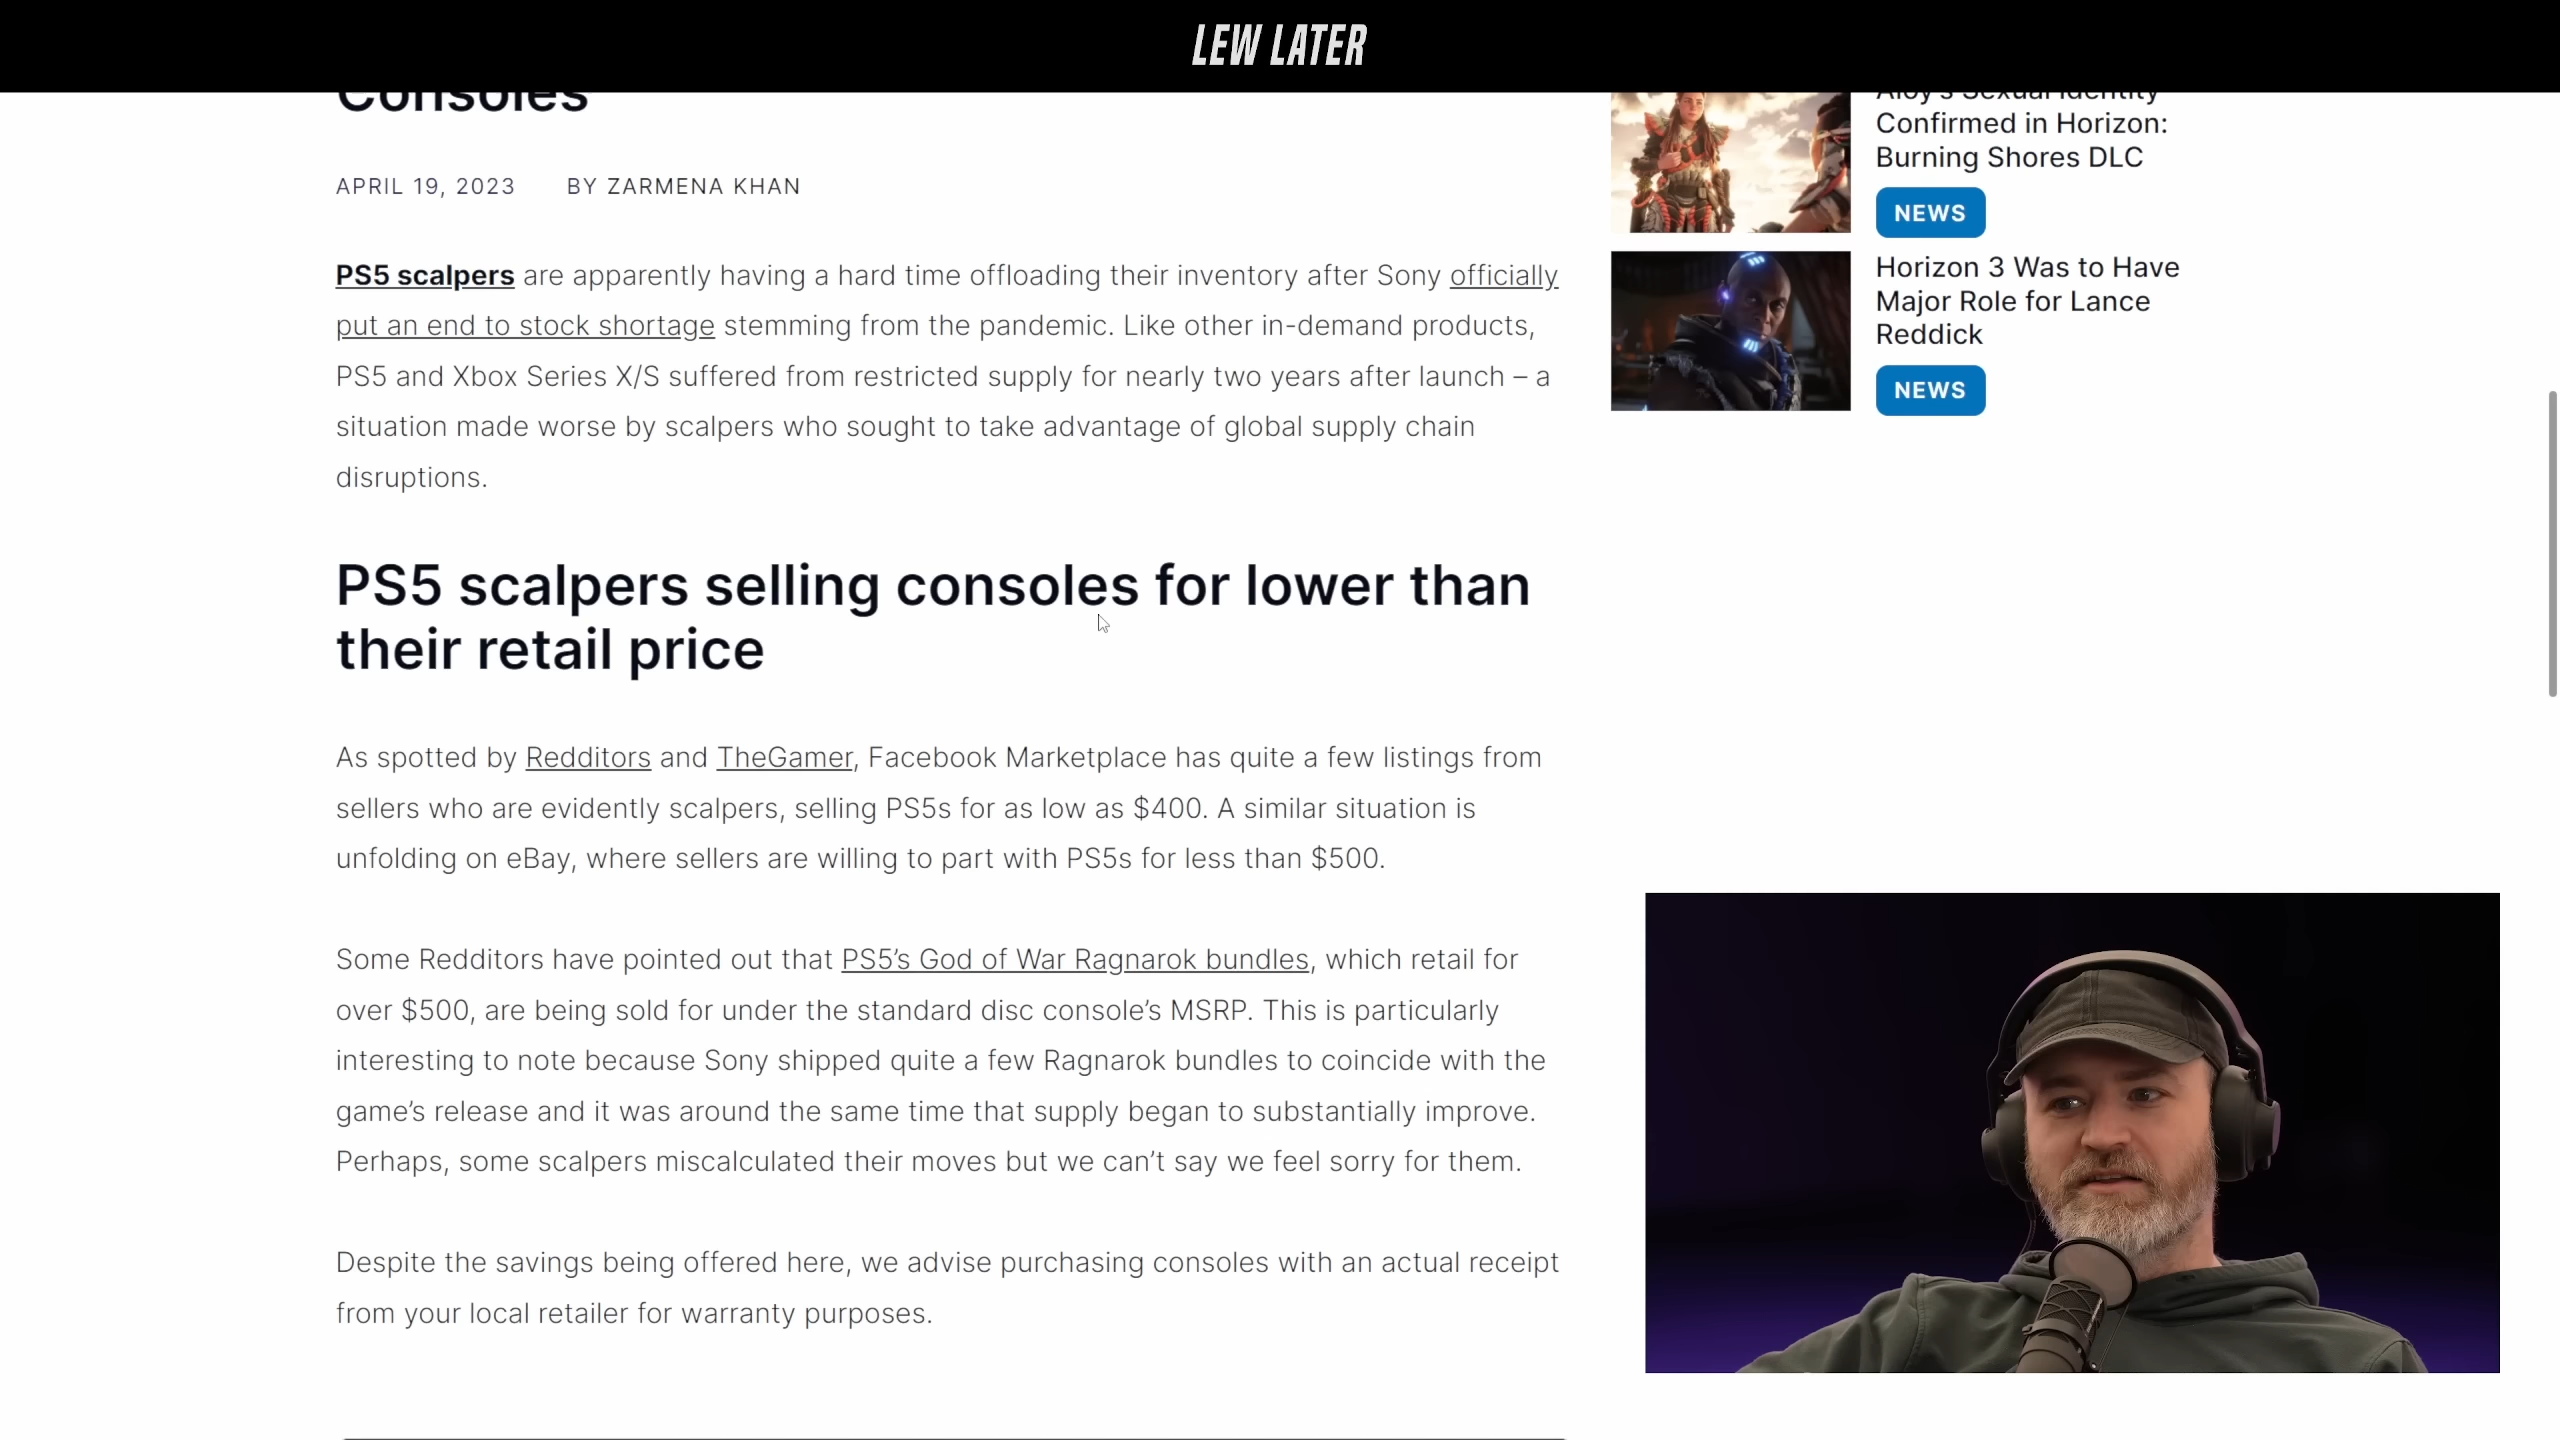 LEW LATER
Consoles
APRIL 19, 2023 BY ZARMENA KHAN
PS5 scalpers are apparently having a hard time offloading their inventory after Sony officially
put an end to stock shortage stemming from the pandemic. Like other in-demand products,
PS5 and Xbox Series X/S suffered from restricted supply for nearly two years after launch – a
situation made worse by scalpers who sought to take advantage of global supply chain
disruptions.
PS5 scalpers selling consoles for lower than
their retail price
As spotted by Redditors and TheGamer, Facebook Marketplace has quite a few listings from
sellers who are evidently scalpers, selling PS5s for as low as $400. A similar situation is
unfolding on eBay, where sellers are willing to part with PS5s for less than $500.
Some Redditors have pointed out that PS5’s God of War Ragnarok bundles, which retail for
over $500, are being sold for under the standard disc console’s MSRP. This is particularly
interesting to note because Sony shipped quite a few Ragnarok bundles to coincide with the
game’s release and it was around the same time that supply began to substantially improve.
Perhaps, some scalpers miscalculated their moves but we can’t say we feel sorry for them.
Despite the savings being offered here, we advise purchasing consoles with an actual receipt
from your local retailer for warranty purposes.
Aloy’s Sexual Identity
Confirmed in Horizon:
Burning Shores DLC
NEWS
Horizon 3 Was to Have
Major Role for Lance
Reddick
NEWS